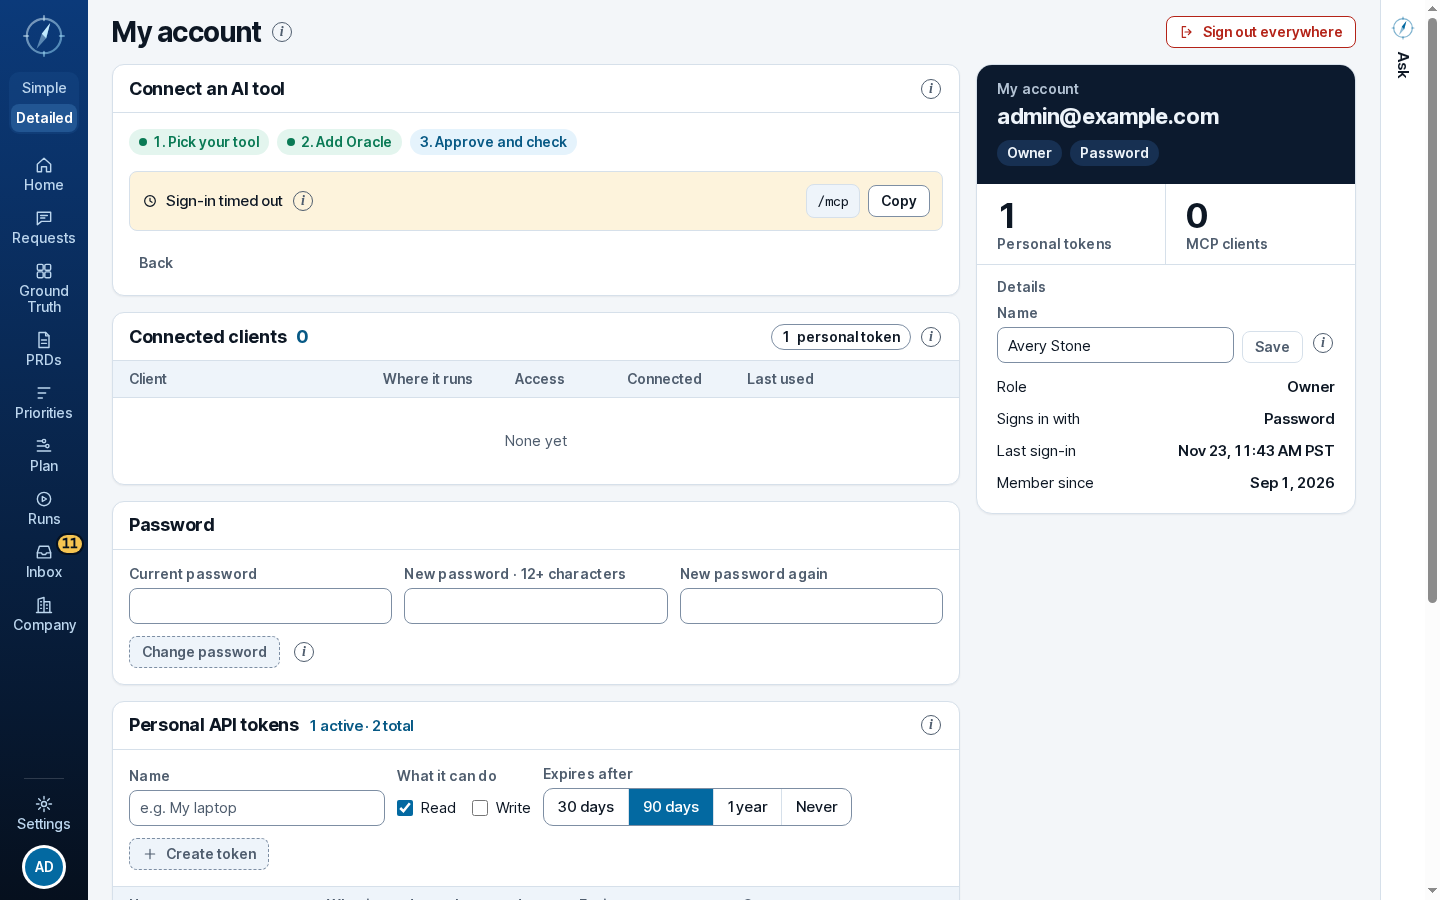 Simple
Detailed
Home
Requests
Ground
Truth
PRDs
Priorities
Plan
Runs
11
Inbox
Company
Settings
AD
My account i
Sign out everywhere
Connect an AI tool i
1. Pick your tool 2. Add Oracle 3. Approve and check
Sign-in timed out i /mcp Copy
Back
Connected clients 0 1 personal token i
Client Where it runs Access Connected Last used
None yet
Password
Current password New password · 12+ characters New password again
Change password i
Personal API tokens 1 active · 2 total i
Name What it can do Expires after
e.g. My laptop Read Write 30 days 90 days 1 year Never
+ Create token
My account
admin@example.com
Owner Password
1 0
Personal tokens MCP clients
Details
Name
Avery Stone Save i
Role Owner
Signs in with Password
Last sign-in Nov 23, 11:43 AM PST
Member since Sep 1, 2026
Ask